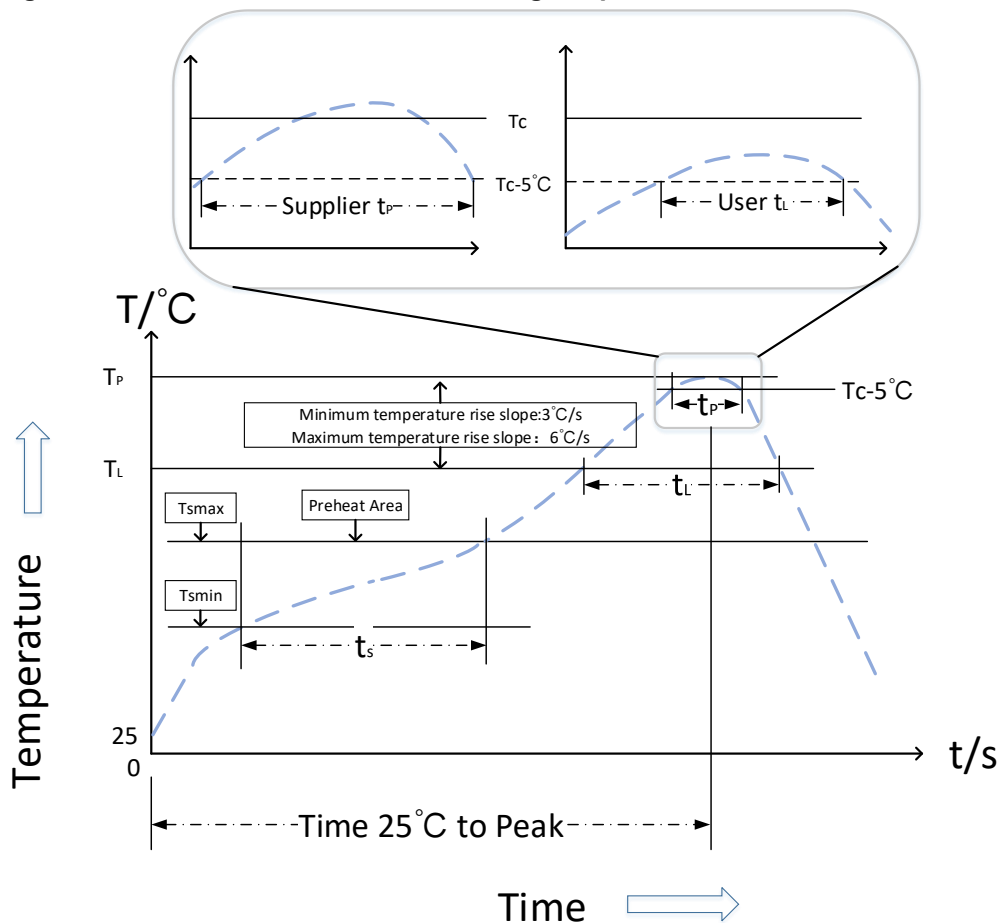 Tc
Tc-5℃
Supplier tP
User tL
T/℃
TP
Tc-5℃
tP
Minimum temperature rise slope:3℃/s
Maximum temperature rise slope：6℃/s
TL
tL
Tsmax
Preheat Area
Tsmin
ts
25
0
t/s
Temperature
Time 25℃ to Peak
Time